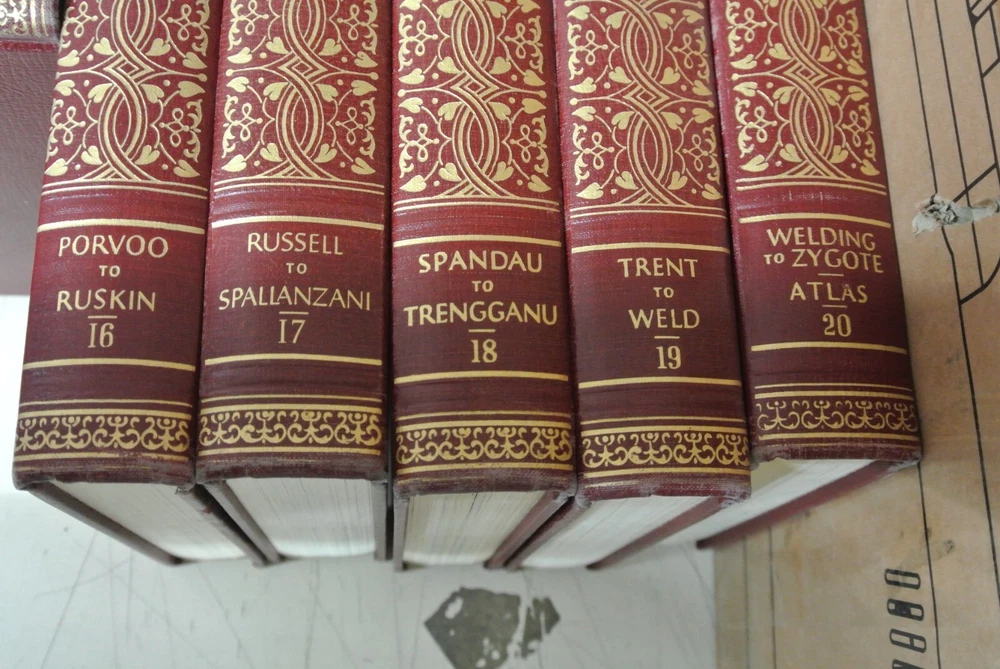 PORVOO
TO
RUSKIN
16
RUSSELL
TO
SPALLANZANI
17
SPANDAU
TO
TRENGGANU
18
TRENT
TO
WELD
19
WELDING
TO ZYGOTE
ATLAS
20